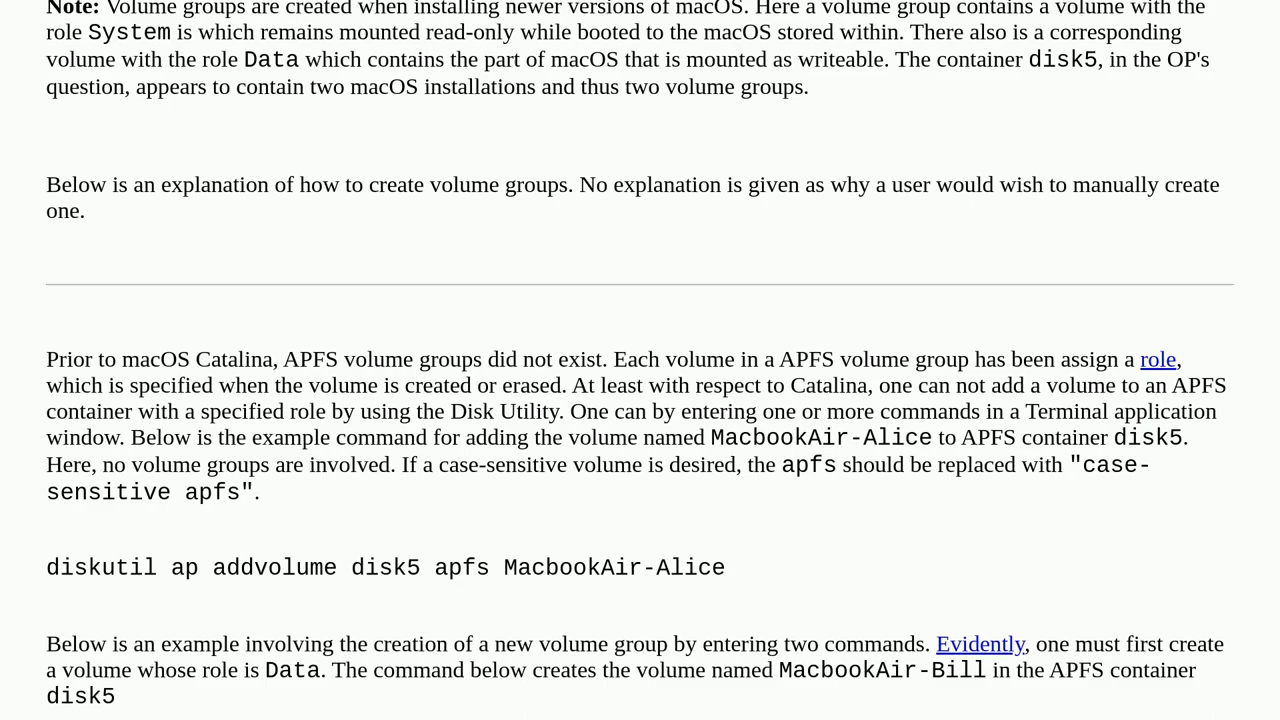 Note: Volume groups are created when installing newer versions of macOS. Here a volume group contains a volume with the
role System is which remains mounted read-only while booted to the macOS stored within. There also is a corresponding
volume with the role Data which contains the part of macOS that is mounted as writeable. The container disk5, in the OP's
question, appears to contain two macOS installations and thus two volume groups.
Below is an explanation of how to create volume groups. No explanation is given as why a user would wish to manually create
one.
Prior to macOS Catalina, APFS volume groups did not exist. Each volume in a APFS volume group has been assign a role,
which is specified when the volume is created or erased. At least with respect to Catalina, one can not add a volume to an APFS
container with a specified role by using the Disk Utility. One can by entering one or more commands in a Terminal application
window. Below is the example command for adding the volume named MacbookAir-Alice to APFS container disk5.
Here, no volume groups are involved. If a case-sensitive volume is desired, the apfs should be replaced with "case-
sensitive apfs".
diskutil ap addvolume disk5 apfs MacbookAir-Alice
Below is an example involving the creation of a new volume group by entering two commands. Evidently, one must first create
a volume whose role is Data. The command below creates the volume named MacbookAir-Bill in the APFS container
disk5